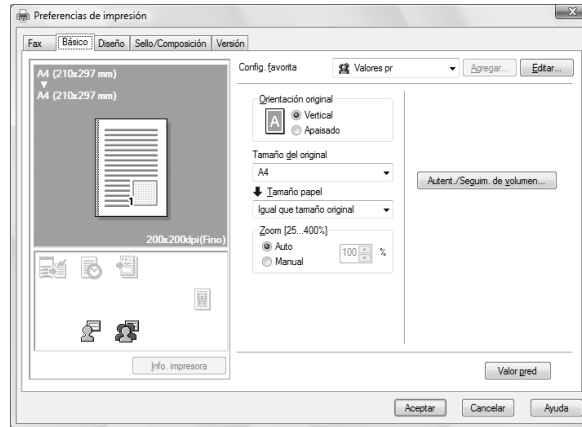 Preferencias de impresión
Fax Básico Diseño Sello/Composición Versión
A4 (210x297 mm)
A4 (210x297 mm)
1
200x200dpi(Fino)
Info. impresora
Config. favorita Valores pr Agregar... Editar...
Orientación original
A
Vertical
Apaisado
Tamaño del original
A4
Tamaño papel
Igual que tamaño original
Zoom [25...400%]
Auto
Manual
100 %
Autent./Seguim. de volumen...
Valor pred
Aceptar Cancelar Ayuda